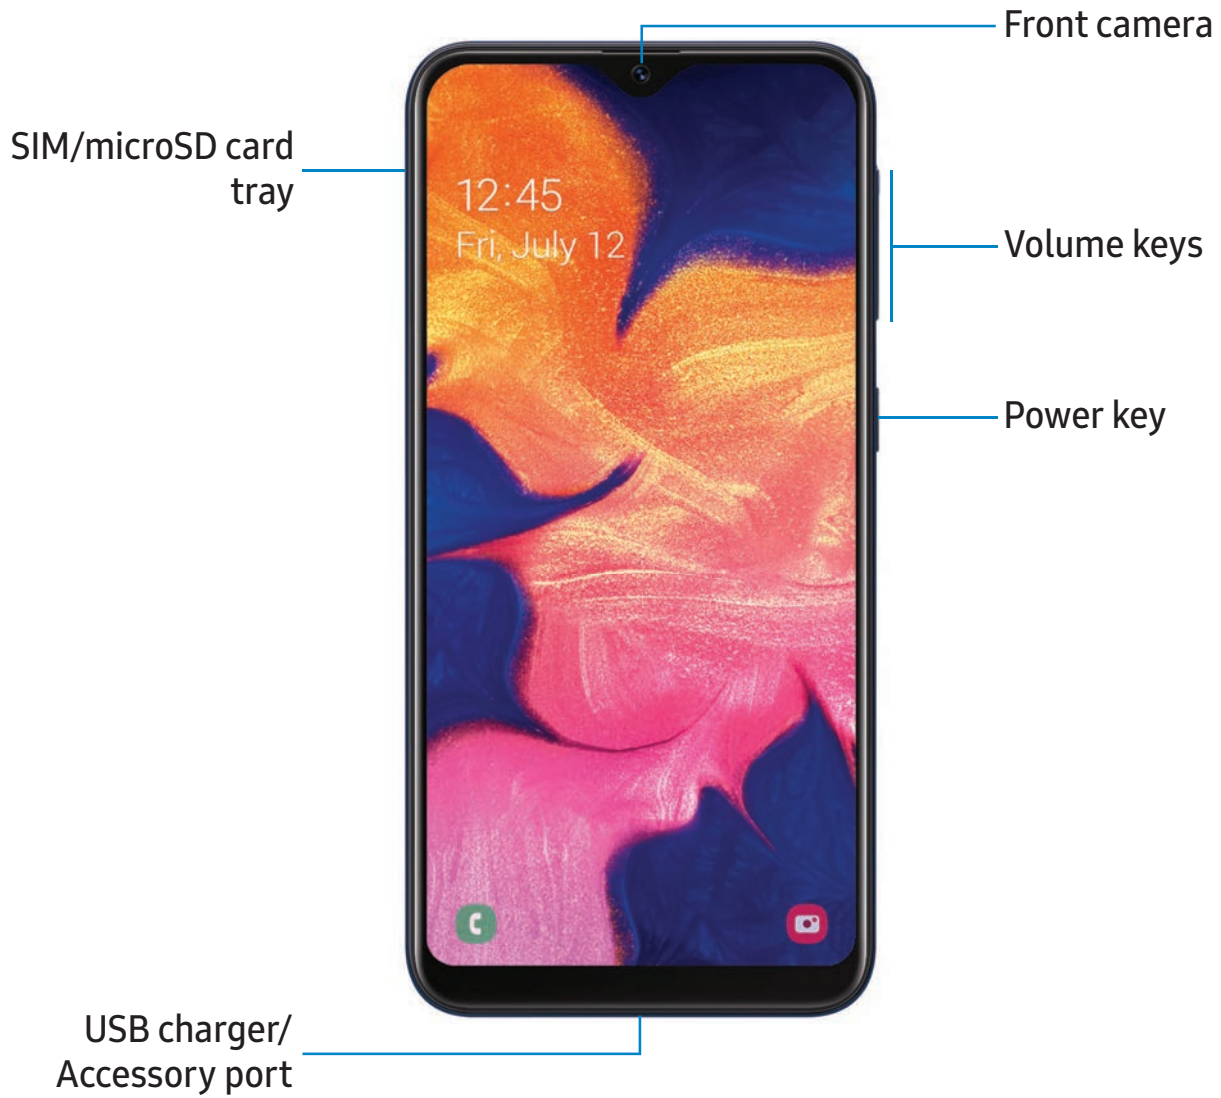 Front camera
SIM/microSD card
tray
12:45
Fri, July 12
Volume keys
Power key
USB charger/
Accessory port